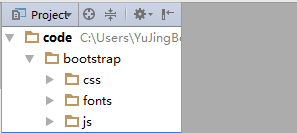 Project
code C:\Users\YuJingBo
bootstrap
css
fonts
js